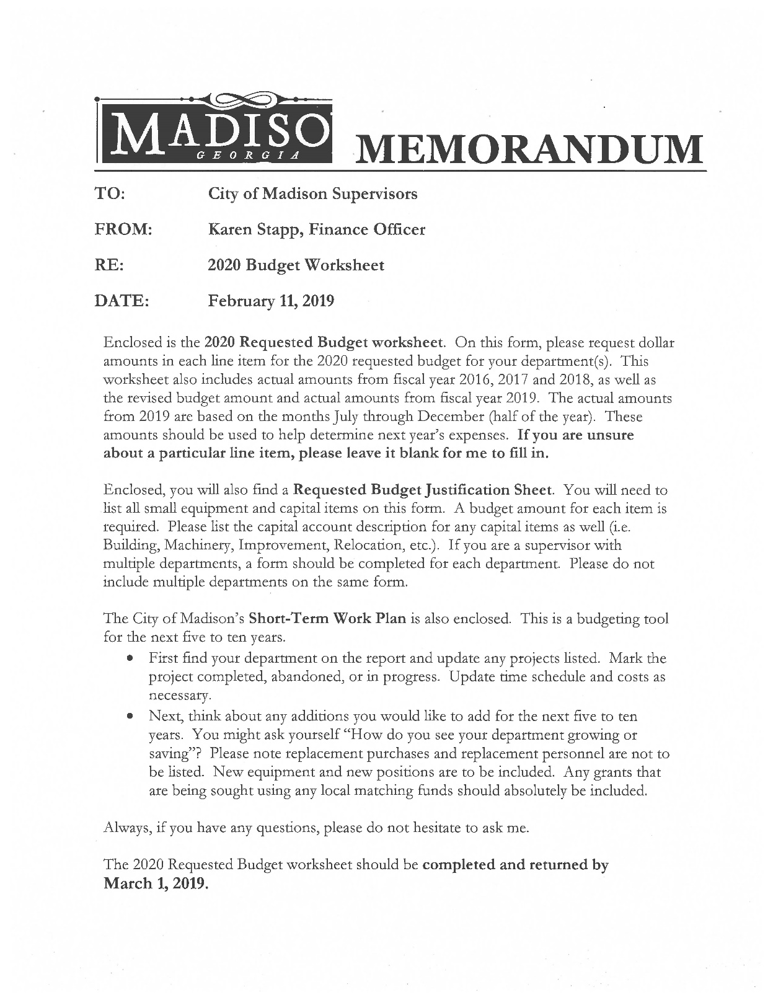 MADISO
GEORGIA
MEMORANDUM
TO: City of Madison Supervisors
FROM: Karen Stapp, Finance Officer
RE: 2020 Budget Worksheet
DATE: February 11, 2019
Enclosed is the 2020 Requested Budget worksheet. On this form, please request dollar
amounts in each line item for the 2020 requested budget for your department(s). This
worksheet also includes actual amounts from fiscal year 2016, 2017 and 2018, as well as
the revised budget amount and actual amounts from fiscal year 2019. The actual amounts
from 2019 are based on the months July through December (half of the year). These
amounts should be used to help determine next year's expenses. If you are unsure
about a particular line item, please leave it blank for me to fill in.
Enclosed, you will also find a Requested Budget Justification Sheet. You will need to
list all small equipment and capital items on this form. A budget amount for each item is
required. Please list the capital account description for any capital items as well (i.e.
Building, Machinery, Improvement, Relocation, etc.). If you are a supervisor with
multiple departments, a form should be completed for each department. Please do not
include multiple departments on the same form.
The City of Madison's Short-Term Work Plan is also enclosed. This is a budgeting tool
for the next five to ten years.
• First find your department on the report and update any projects listed. Mark the
project completed, abandoned, or in progress. Update time schedule and costs as
necessary.
• Next, think about any additions you would like to add for the next five to ten
years. You might ask yourself "How do you see your department growing or
saving"? Please note replacement purchases and replacement personnel are not to
be listed. New equipment and new positions are to be included. Any grants that
are being sought using any local matching funds should absolutely be included.
Always, if you have any questions, please do not hesitate to ask me.
The 2020 Requested Budget worksheet should be completed and returned by
March 1, 2019.